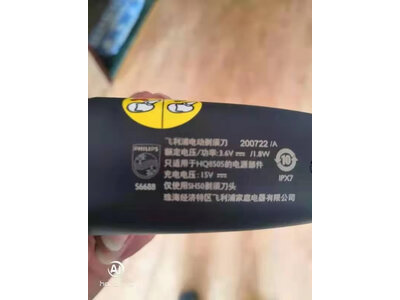 飞利浦电动剃须刀 200722 /A
额定电压/功率：3.6V⎓/1.8W
只适用于HQ8505的电源部件
充电电压：15V⎓
仅使用SH50剃须刀头
珠海经济特区飞利浦家庭电器有限公司
PHILIPS
S6688
10
IPX7
AI